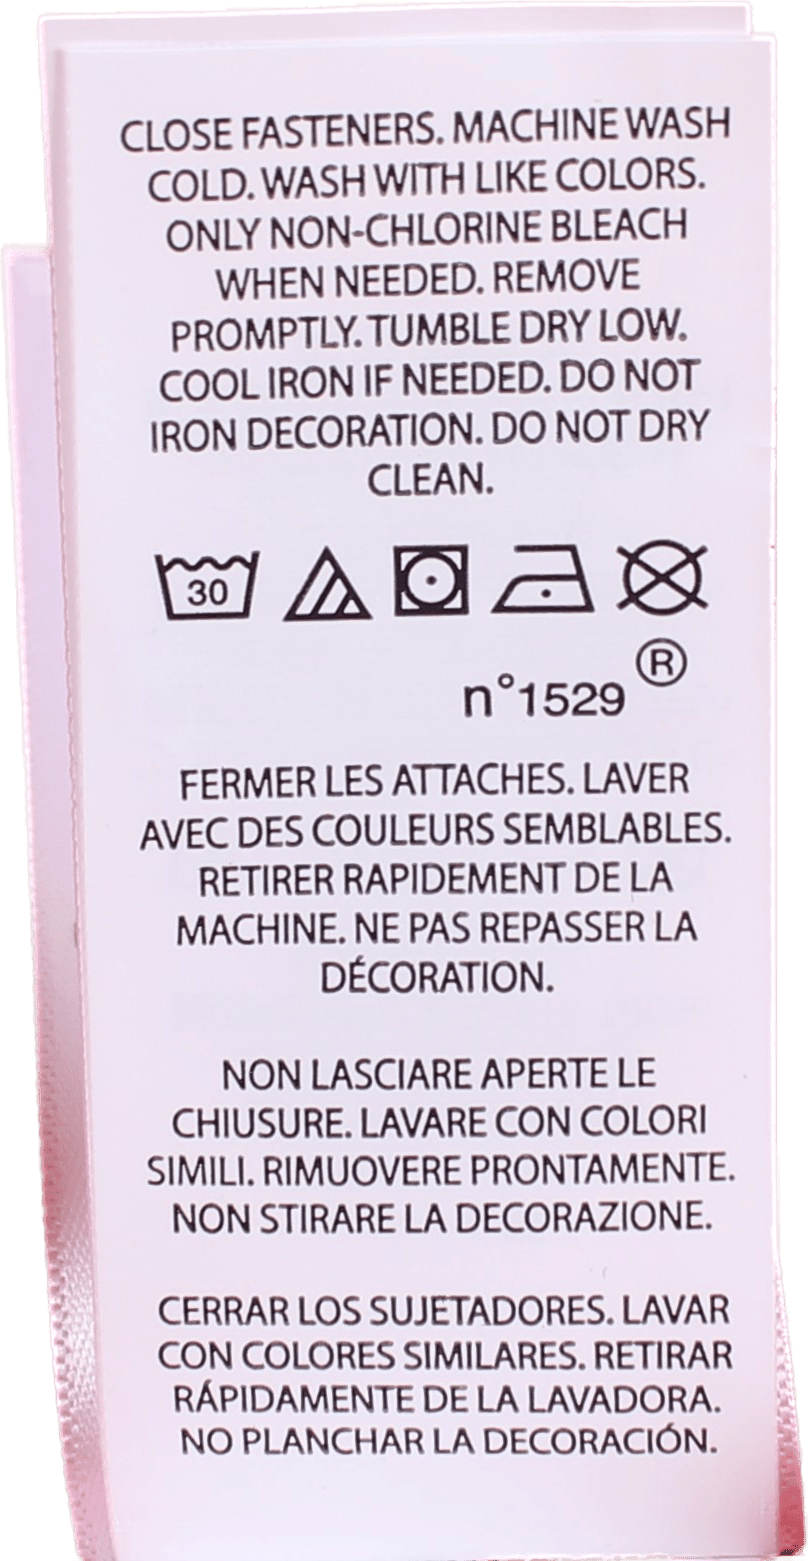 CLOSE FASTENERS. MACHINE WASH
COLD. WASH WITH LIKE COLORS.
ONLY NON-CHLORINE BLEACH
WHEN NEEDED. REMOVE
PROMPTLY. TUMBLE DRY LOW.
COOL IRON IF NEEDED. DO NOT
IRON DECORATION. DO NOT DRY
CLEAN.
30
n°1529 ®
FERMER LES ATTACHES. LAVER
AVEC DES COULEURS SEMBLABLES.
RETIRER RAPIDEMENT DE LA
MACHINE. NE PAS REPASSER LA
DÉCORATION.
NON LASCIARE APERTE LE
CHIUSURE. LAVARE CON COLORI
SIMILI. RIMUOVERE PRONTAMENTE.
NON STIRARE LA DECORAZIONE.
CERRAR LOS SUJETADORES. LAVAR
CON COLORES SIMILARES. RETIRAR
RÁPIDAMENTE DE LA LAVADORA.
NO PLANCHAR LA DECORACIÓN.